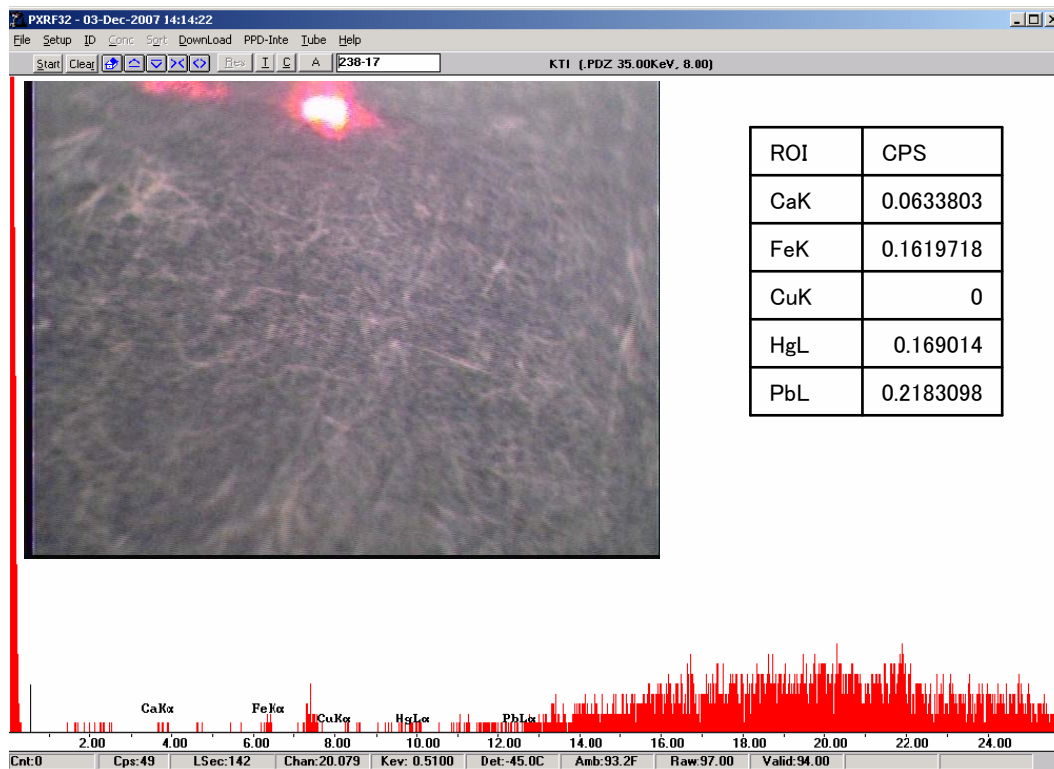 PXRF32 - 03-Dec-2007 14:14:22
File Setup ID Conc Sort DownLoad PPD-Inte Tube Help
Start Clear Res I C A 238-17 KTI (.PDZ 35.00KeV, 8.00)
ROI CPS
CaK 0.0633803
FeK 0.1619718
CuK 0
HgL 0.169014
PbL 0.2183098
CaKα FeKα CuKα HgLα PbLα
2.00 4.00 6.00 8.00 10.00 12.00 14.00 16.00 18.00 20.00 22.00 24.00
Cnt:0 Cps:49 LSec:142 Chan:20.079 Kev: 0.5100 Det:-45.0C Amb:93.2F Raw:97.00 Valid:94.00